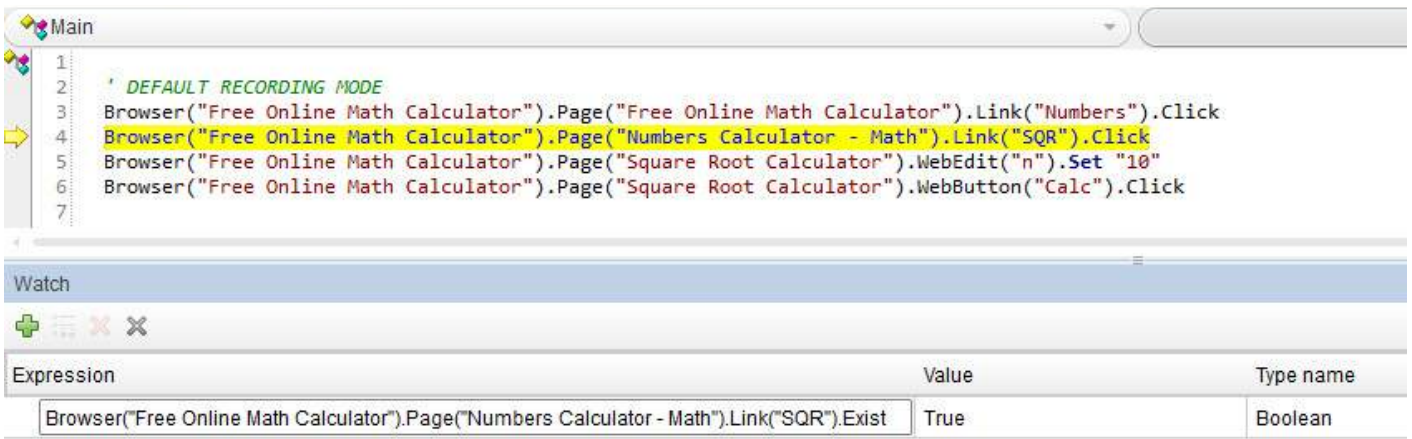 Main
1
2 ' DEFAULT RECORDING MODE
3 Browser("Free Online Math Calculator").Page("Free Online Math Calculator").Link("Numbers").Click
4 Browser("Free Online Math Calculator").Page("Numbers Calculator - Math").Link("SQR").Click
5 Browser("Free Online Math Calculator").Page("Square Root Calculator").WebEdit("n").Set "10"
6 Browser("Free Online Math Calculator").Page("Square Root Calculator").WebButton("Calc").Click
7
Watch
Expression Value Type name
Browser("Free Online Math Calculator").Page("Numbers Calculator - Math").Link("SQR").Exist True Boolean